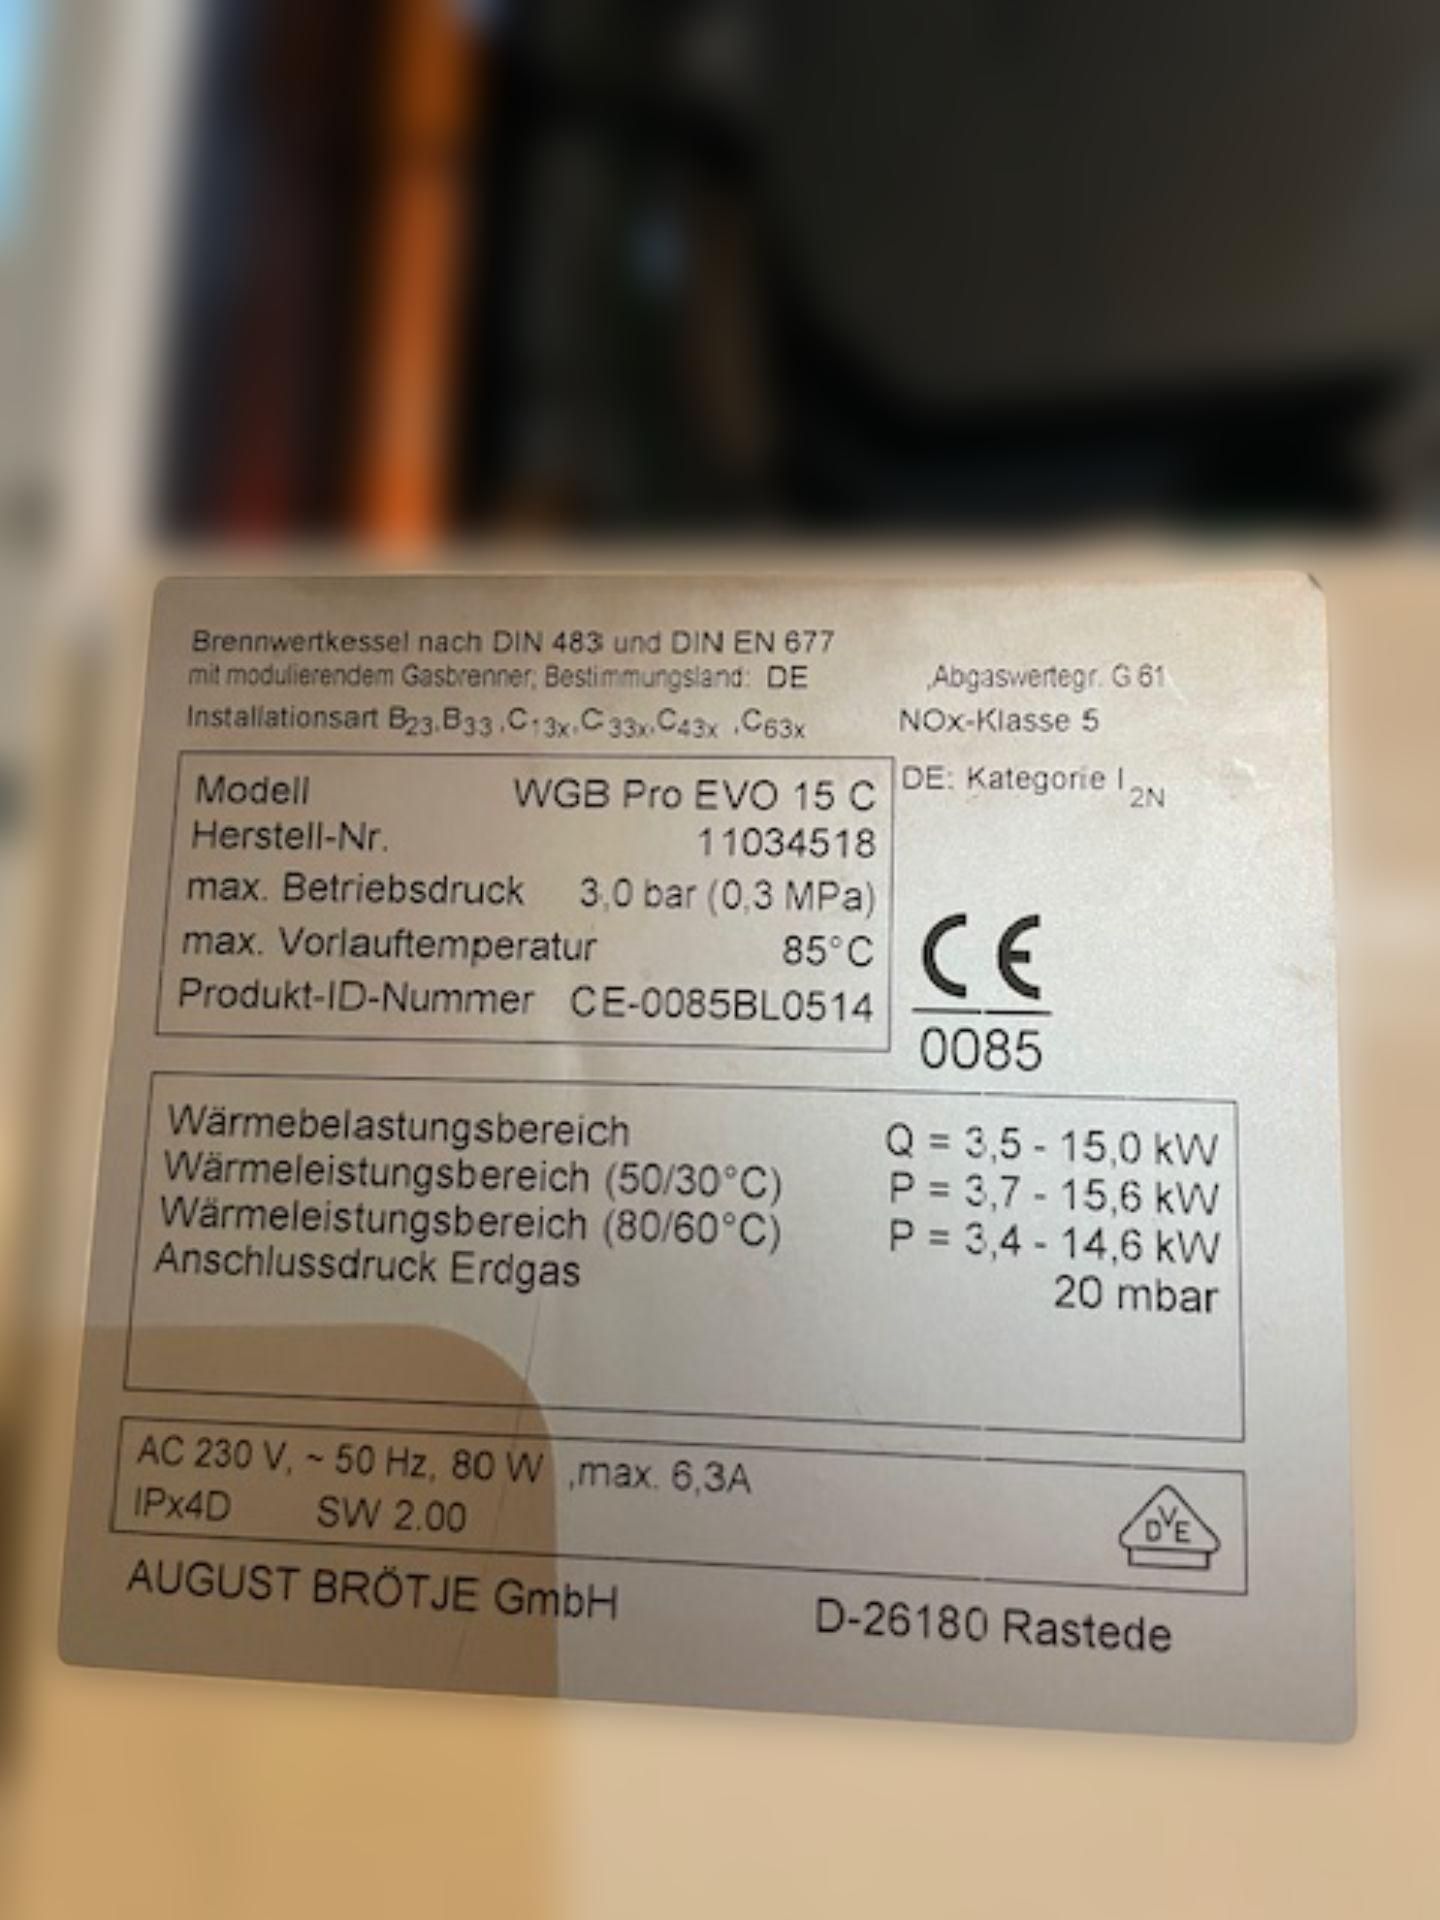 Brennwertkessel nach DIN 483 und DIN EN 677
mit modulierendem Gasbrenner; Bestimmungsland: DE ,Abgaswertegr. G 61
Installationsart B23,B33 ,C13x,C33x,C43x ,C63x NOx-Klasse 5
DE: Kategorie I2N
Modell WGB Pro EVO 15 C
Herstell-Nr. 11034518
max. Betriebsdruck 3,0 bar (0,3 MPa)
max. Vorlauftemperatur 85°C
Produkt-ID-Nummer CE-0085BL0514
CE
0085
Wärmebelastungsbereich Q = 3,5 - 15,0 kW
Wärmeleistungsbereich (50/30°C) P = 3,7 - 15,6 kW
Wärmeleistungsbereich (80/60°C) P = 3,4 - 14,6 kW
Anschlussdruck Erdgas 20 mbar
AC 230 V, ~ 50 Hz, 80 W ,max. 6,3A
IPx4D SW 2.00
DVE
AUGUST BRÖTJE GmbH D-26180 Rastede